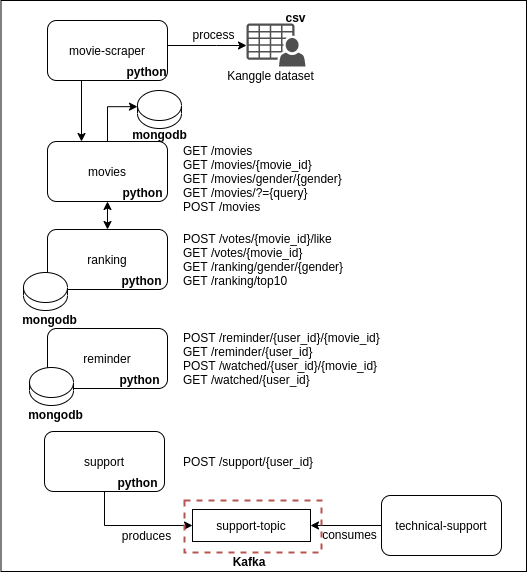 csv
process
movie-scraper
python
Kanggle dataset
mongodb
movies
python
GET /movies
GET /movies/{movie_id}
GET /movies/gender/{gender}
GET /movies/?={query}
POST /movies
ranking
python
mongodb
POST /votes/{movie_id}/like
GET /votes/{movie_id}
GET /ranking/gender/{gender}
GET /ranking/top10
reminder
python
mongodb
POST /reminder/{user_id}/{movie_id}
GET /reminder/{user_id}
POST /watched/{user_id}/{movie_id}
GET /watched/{user_id}
support
python
POST /support/{user_id}
produces
support-topic
Kafka
consumes
technical-support